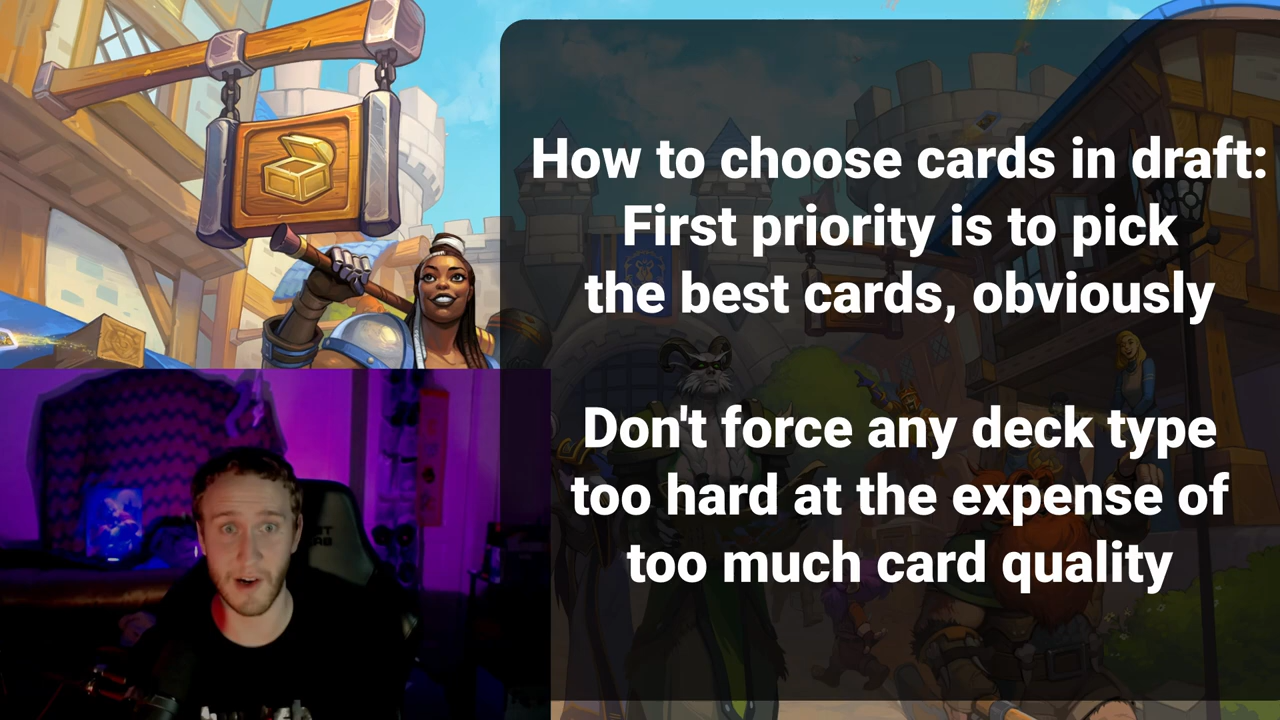 How to choose cards in draft:
First priority is to pick
the best cards, obviously
Don't force any deck type
too hard at the expense of
too much card quality